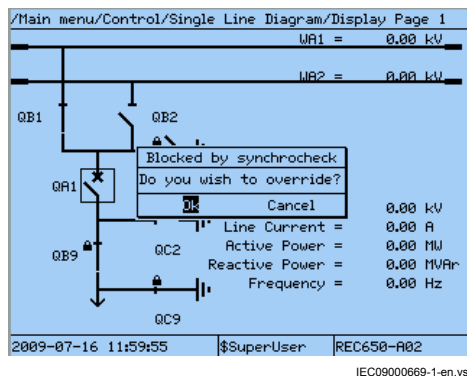 /Main menu/Control/Single Line Diagram/Display Page 1
WA1 = 0.00 kV
WA2 = 0.00 kV
QB1
QB2
Blocked by synchrocheck
Do you wish to override?
Ok Cancel
QA1
0.00 kV
Line Current = 0.00 A
QC2
Active Power = 0.00 MW
QB9
Reactive Power = 0.00 MVAr
Frequency = 0.00 Hz
QC9
2009-07-16 11:59:55 $SuperUser REC650-A02
IEC09000669-1-en.vs